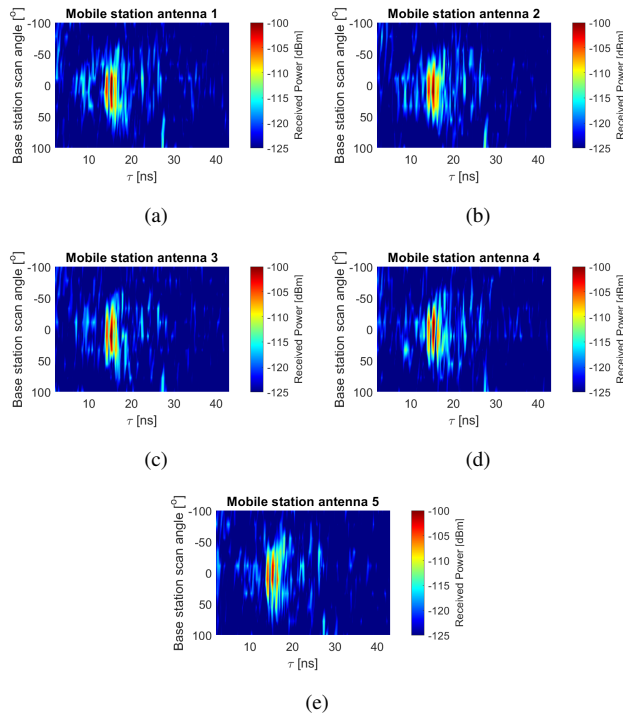 Mobile station antenna 1
Base station scan angle [°]
-100
-50
0
50
100
10 20 30 40
τ [ns]
-100
-105
-110
-115
-120
-125
Received Power [dBm]
(a)
Mobile station antenna 2
Base station scan angle [°]
-100
-50
0
50
100
10 20 30 40
τ [ns]
-100
-105
-110
-115
-120
-125
Received Power [dBm]
(b)
Mobile station antenna 3
Base station scan angle [°]
-100
-50
0
50
100
10 20 30 40
τ [ns]
-100
-105
-110
-115
-120
-125
Received Power [dBm]
(c)
Mobile station antenna 4
Base station scan angle [°]
-100
-50
0
50
100
10 20 30 40
τ [ns]
-100
-105
-110
-115
-120
-125
Received Power [dBm]
(d)
Mobile station antenna 5
Base station scan angle [°]
-100
-50
0
50
100
10 20 30 40
τ [ns]
-100
-105
-110
-115
-120
-125
Received Power [dBm]
(e)